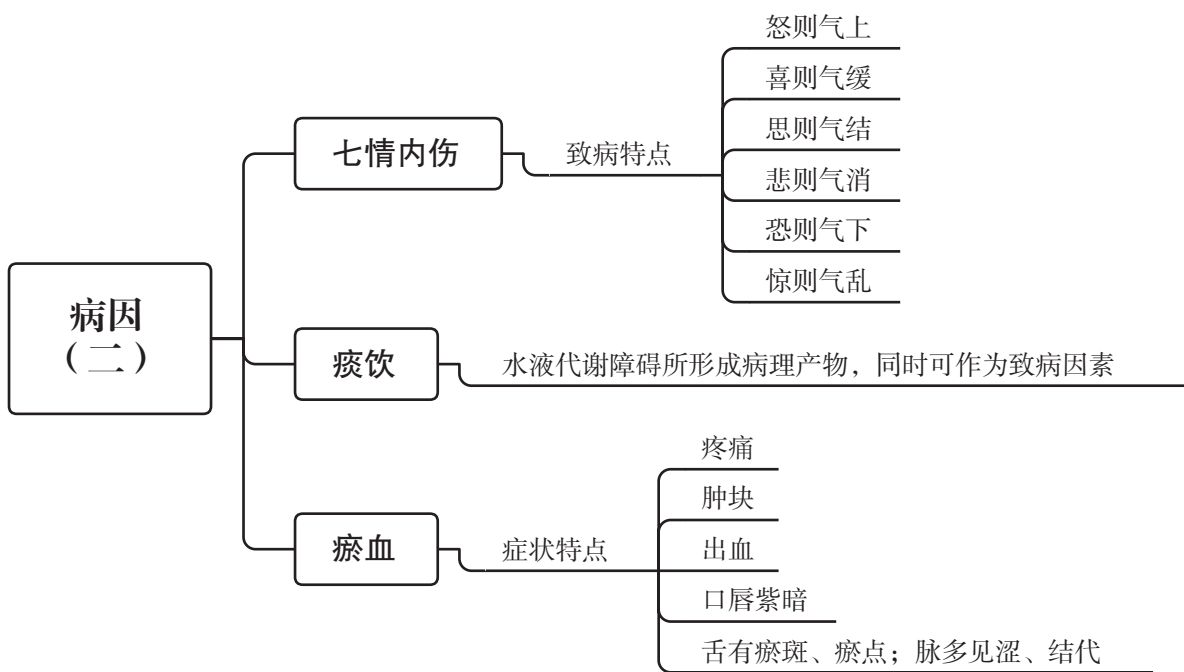 病因
（二）
七情内伤
致病特点
怒则气上
喜则气缓
思则气结
悲则气消
恐则气下
惊则气乱
痰饮
水液代谢障碍所形成病理产物，同时可作为致病因素
瘀血
症状特点
疼痛
肿块
出血
口唇紫暗
舌有瘀斑、瘀点；脉多见涩、结代